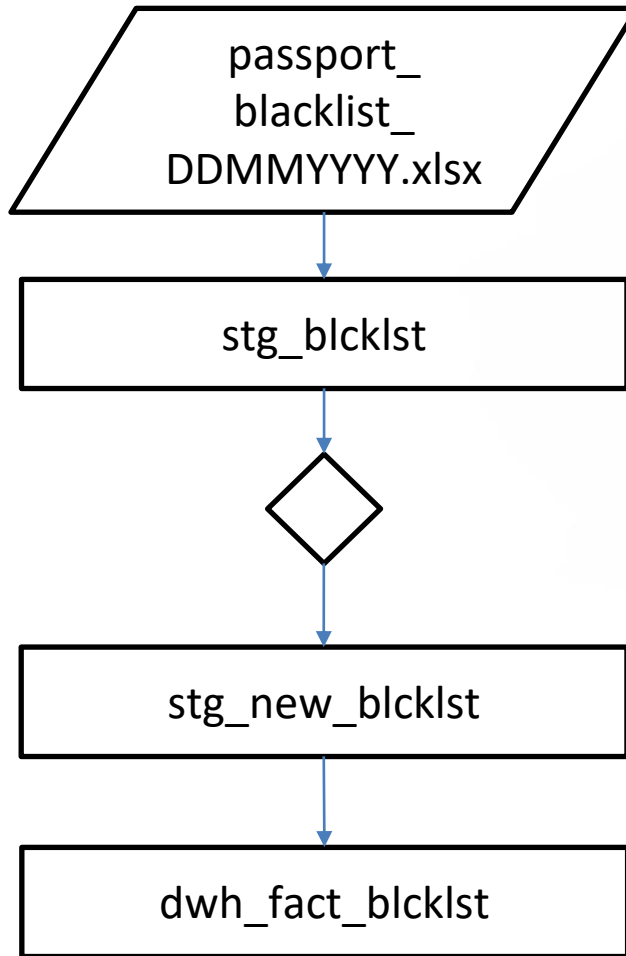 passport_
blacklist_
DDMMYYYY.xlsx
stg_blcklst
stg_new_blcklst
dwh_fact_blcklst